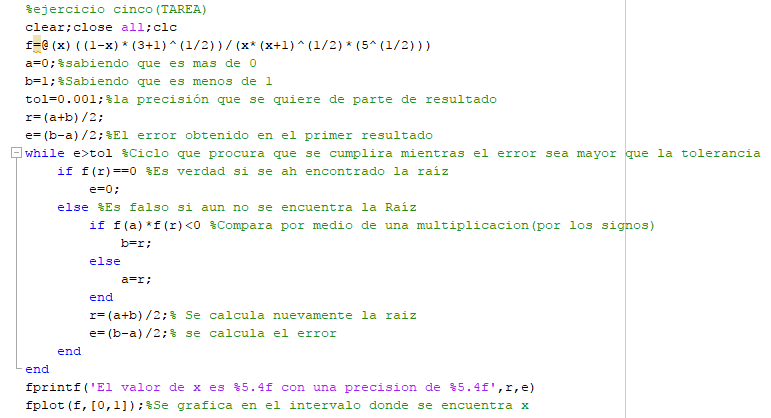 %ejercicio cinco(TAREA)
clear;close all;clc
f=@(x)((1-x)*(3+1)^(1/2))/(x*(x+1)^(1/2)*(5^(1/2)))
a=0;%sabiendo que es mas de 0
b=1;%Sabiendo que es menos de 1
tol=0.001;%la precisión que se quiere de parte de resultado
r=(a+b)/2;
e=(b-a)/2;%El error obtenido en el primer resultado
while e>tol %Ciclo que procura que se cumplira mientras el error sea mayor que la tolerancia
    if f(r)==0 %Es verdad si se ah encontrado la raíz
        e=0;
    else %Es falso si aun no se encuentra la Raíz
        if f(a)*f(r)<0 %Compara por medio de una multiplicacion(por los signos)
            b=r;
        else
            a=r;
        end
        r=(a+b)/2;% Se calcula nuevamente la raiz
        e=(b-a)/2;% se calcula el error
    end
end
fprintf('El valor de x es %5.4f con una precision de %5.4f',r,e)
fplot(f,[0,1]);%Se grafica en el intervalo donde se encuentra x